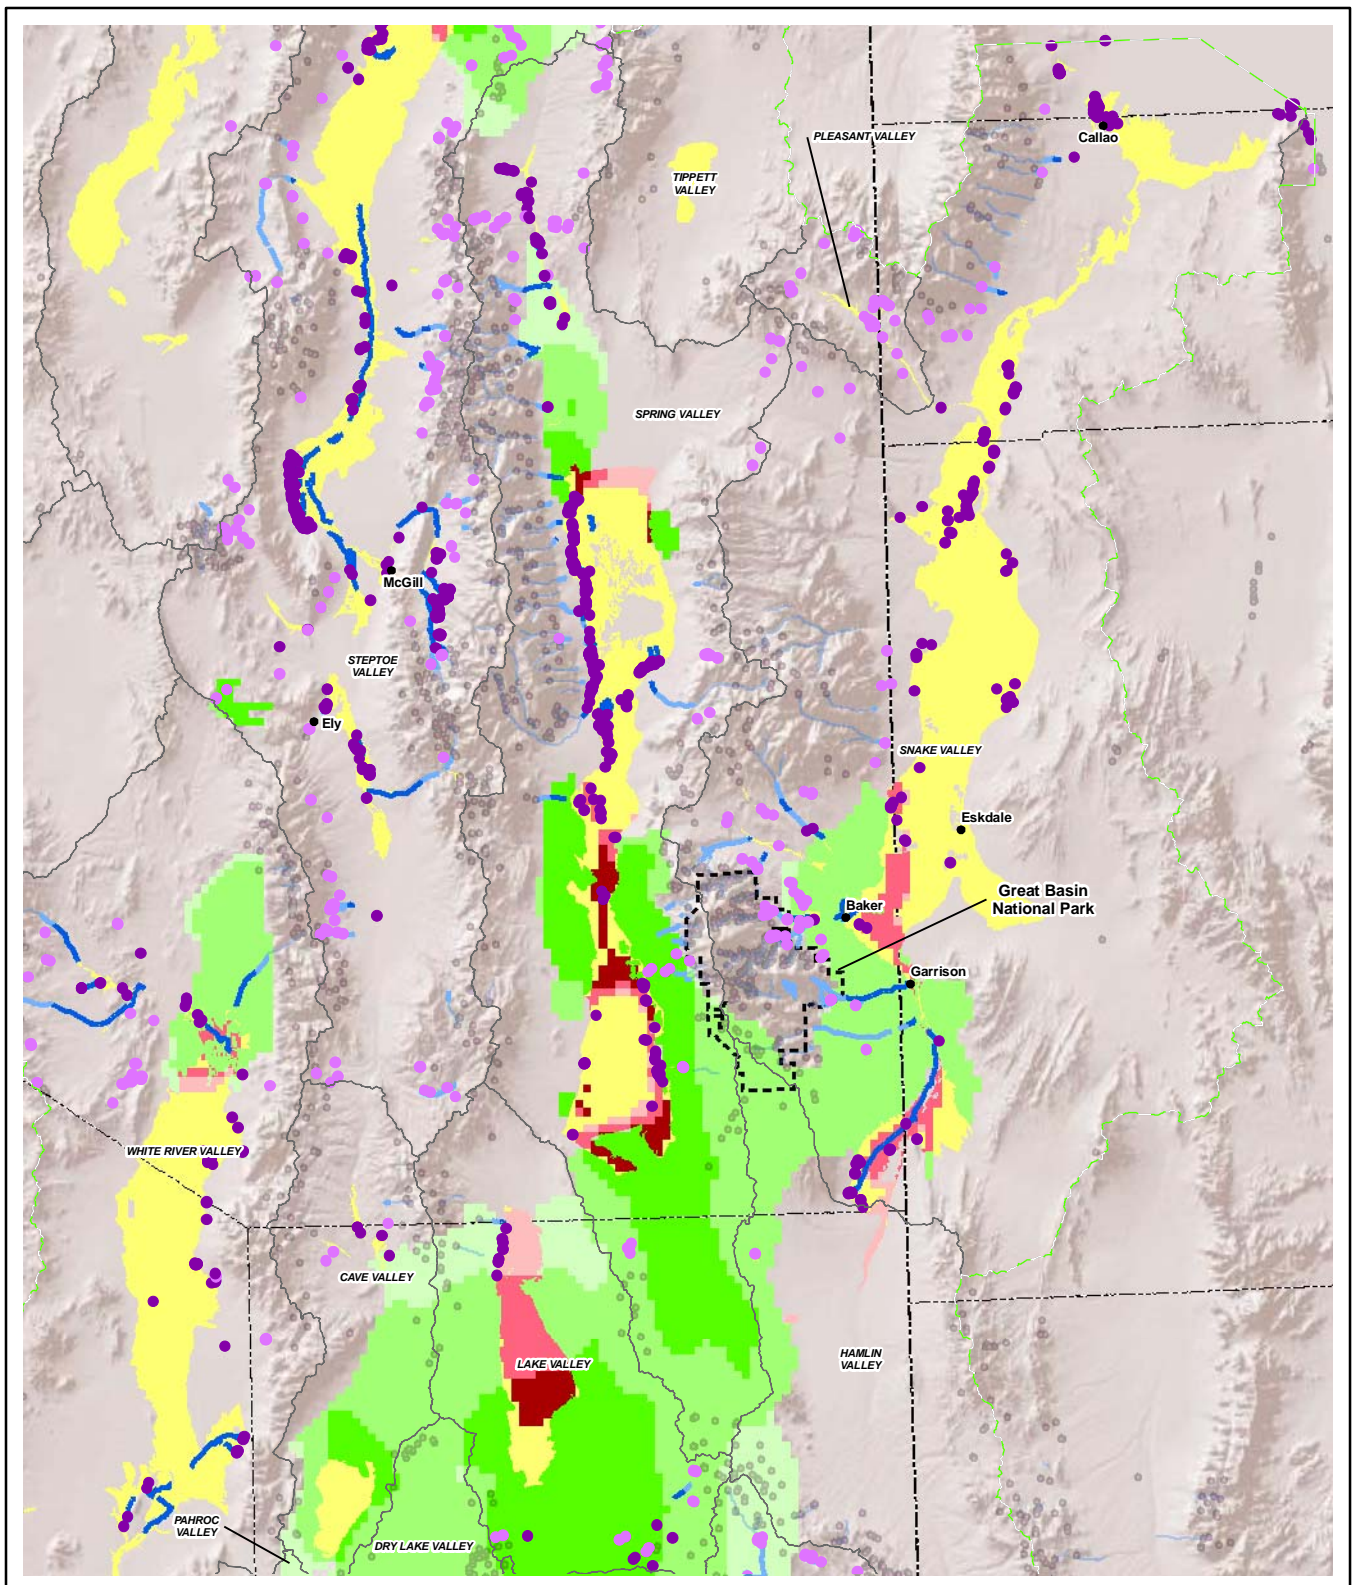 PLEASANT VALLEY
Callao
TIPPETT
VALLEY
SPRING VALLEY
McGill
STEPTOE
VALLEY
Ely
SNAKE VALLEY
Eskdale
Great Basin
National Park
Baker
Garrison
WHITE RIVER VALLEY
CAVE VALLEY
LAKE VALLEY
HAMLIN
VALLEY
PAHROC
VALLEY
DRY LAKE VALLEY